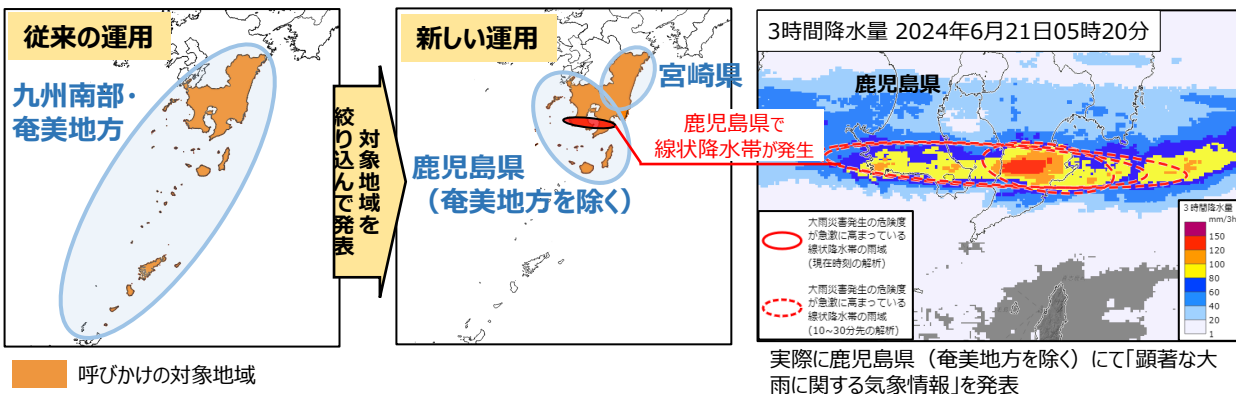 従来の運用
九州南部・
奄美地方
対象地域を
絞り込んで発表
新しい運用
宮崎県
鹿児島県
（奄美地方を除く）
鹿児島県で
線状降水帯が発生
3時間降水量 2024年6月21日05時20分
鹿児島県
大雨災害発生の危険度
が急激に高まっている
線状降水帯の雨域
(現在時刻の解析)
大雨災害発生の危険度
が急激に高まっている
線状降水帯の雨域
(10~30分先の解析)
3時間降水量
mm/3h
150
120
100
80
60
40
20
1
呼びかけの対象地域
実際に鹿児島県（奄美地方を除く）にて「顕著な大
雨に関する気象情報」を発表